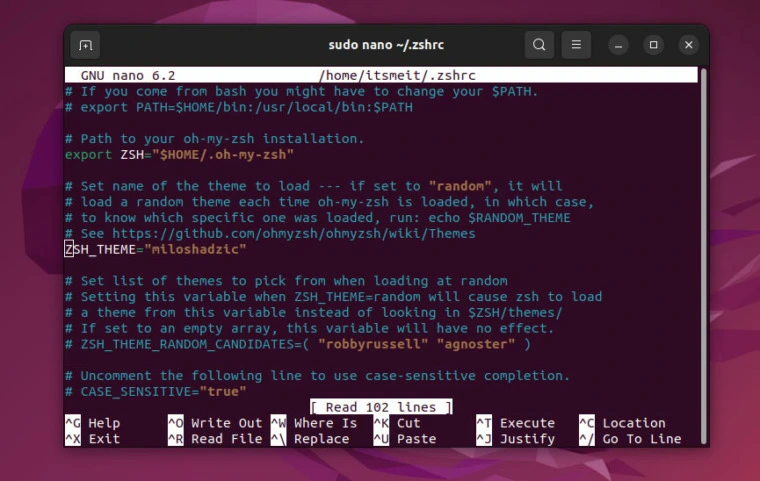 sudo nano ~/.zshrc
GNU nano 6.2 /home/itsmeit/.zshrc
# If you come from bash you might have to change your $PATH.
# export PATH=$HOME/bin:/usr/local/bin:$PATH
# Path to your oh-my-zsh installation.
export ZSH="$HOME/.oh-my-zsh"
# Set name of the theme to load --- if set to "random", it will
# load a random theme each time oh-my-zsh is loaded, in which case,
# to know which specific one was loaded, run: echo $RANDOM_THEME
# See https://github.com/ohmyzsh/ohmyzsh/wiki/Themes
ZSH_THEME="miloshadzic"
# Set list of themes to pick from when loading at random
# Setting this variable when ZSH_THEME=random will cause zsh to load
# a theme from this variable instead of looking in $ZSH/themes/
# If set to an empty array, this variable will have no effect.
# ZSH_THEME_RANDOM_CANDIDATES=( "robbyrussell" "agnoster" )
# Uncomment the following line to use case-sensitive completion.
# CASE_SENSITIVE="true"
[ Read 102 lines ]
^G Help ^O Write Out ^W Where Is ^K Cut ^T Execute ^C Location
^X Exit ^R Read File ^\ Replace ^U Paste ^J Justify ^/ Go To Line